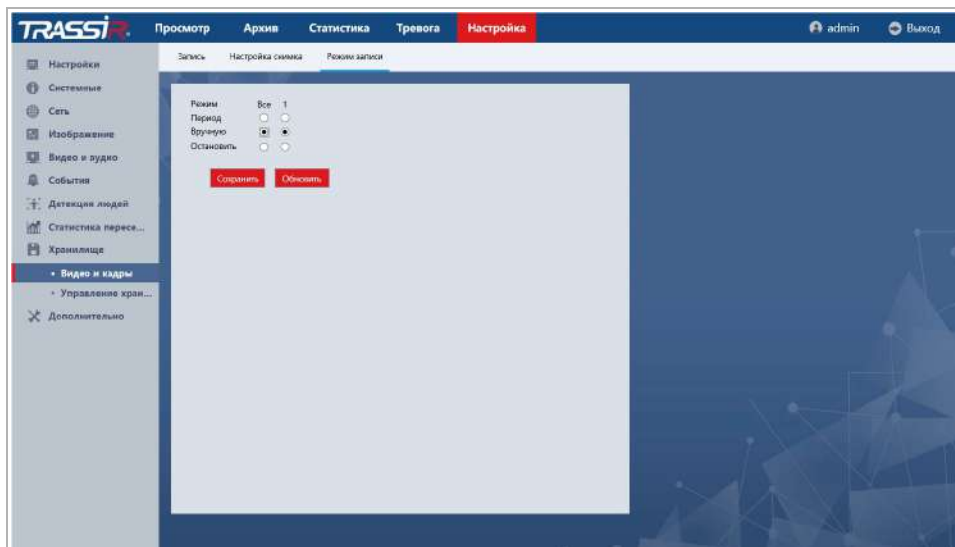 TRASSIR Просмотр Архив Статистика Тревога Настройка admin Выход
Запись Настройка снимка Режим записи
Настройки
Системные
Сеть
Изображение
Видео и аудио
События
Детекция людей
Статистика пересе...
Хранилище
Видео и кадры
Управление хран...
Дополнительно
Режим Все 1
Период
Вручную
Остановить
Сохранить Обновить